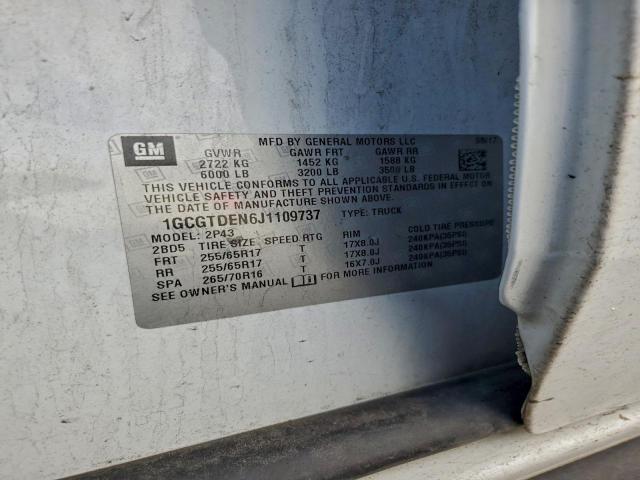 GM
MFD BY GENERAL MOTORS LLC
GVWR GAWR FRT GAWR RR
2722 KG 1452 KG 1588 KG
6000 LB 3200 LB 3500 LB
THIS VEHICLE CONFORMS TO ALL APPLICABLE U.S. FEDERAL MOTOR
VEHICLE SAFETY AND THEFT PREVENTION STANDARDS IN EFFECT ON
THE DATE OF MANUFACTURE SHOWN ABOVE.
1GCGTDEN6J1109737 TYPE: TRUCK
MODEL: 2P43
2BD5 TIRE SIZE SPEED RTG RIM COLD TIRE PRESSURE
FRT 255/65R17 T 17X8.0J 240KPA(35PSI)
RR 255/65R17 T 17X8.0J 240KPA(35PSI)
SPA 265/70R16 T 16X7.0J 240KPA(35PSI)
SEE OWNER'S MANUAL FOR MORE INFORMATION